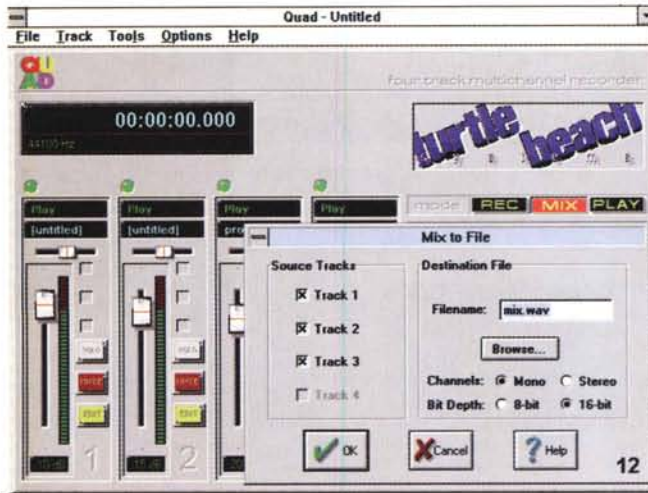 Quad - Untitled
File Track Tools Options Help
QUAD
four track multichannel recorder
00:00:00.000
44100 Hz
turtle beach
Play
Play
Play
Play
mode REC MIX PLAY
[untitled]
[untitled]
pro
Mix to File
Source Tracks
Track 1
Track 2
Track 3
Track 4
Destination File
Filename: mix.wav
Browse...
Channels: Mono Stereo
Bit Depth: 8-bit 16-bit
OK
Cancel
Help
1
2
12